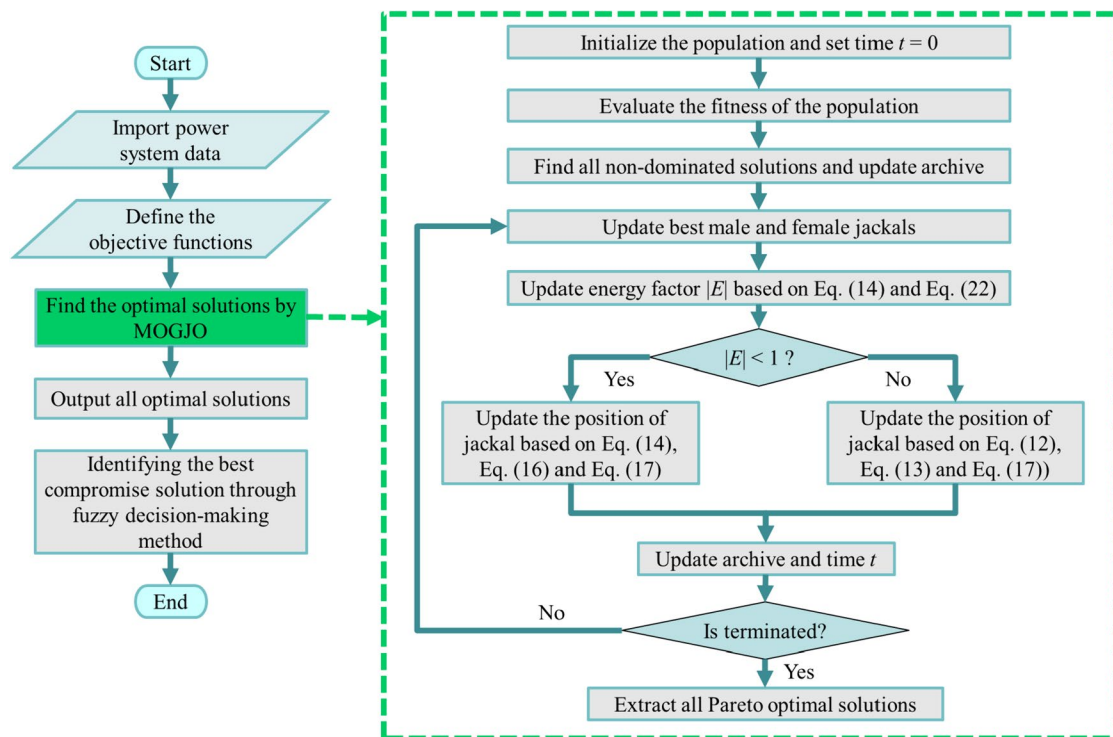 Start
Import power
system data
Define the
objective functions
Find the optimal solutions by
MOGJO
Output all optimal solutions
Identifying the best
compromise solution through
fuzzy decision-making
method
End
Initialize the population and set time t = 0
Evaluate the fitness of the population
Find all non-dominated solutions and update archive
Update best male and female jackals
Update energy factor |E| based on Eq. (14) and Eq. (22)
|E| < 1 ?
Yes
No
Update the position of
jackal based on Eq. (14),
Eq. (16) and Eq. (17)
Update the position of
jackal based on Eq. (12),
Eq. (13) and Eq. (17))
Update archive and time t
No
Is terminated?
Yes
Extract all Pareto optimal solutions